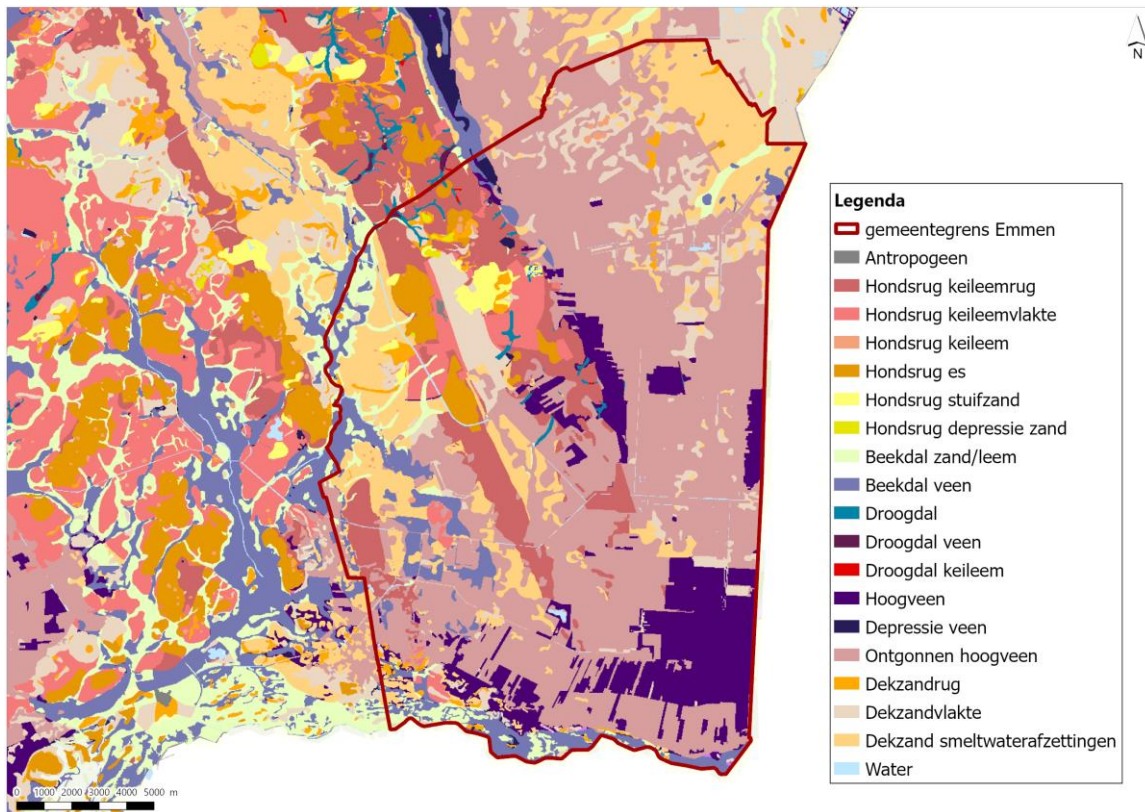 N
Legenda
gemeentegrens Emmen
Antropogeen
Hondsrug keileemrug
Hondsrug keileemvlakte
Hondsrug keileem
Hondsrug es
Hondsrug stuifzand
Hondsrug depressie zand
Beekdal zand/leem
Beekdal veen
Droogdal
Droogdal veen
Droogdal keileem
Hoogveen
Depressie veen
Ontgonnen hoogveen
Dekzandrug
Dekzandvlakte
Dekzand smeltwaterafzettingen
Water
0 1000 2000 3000 4000 5000 m